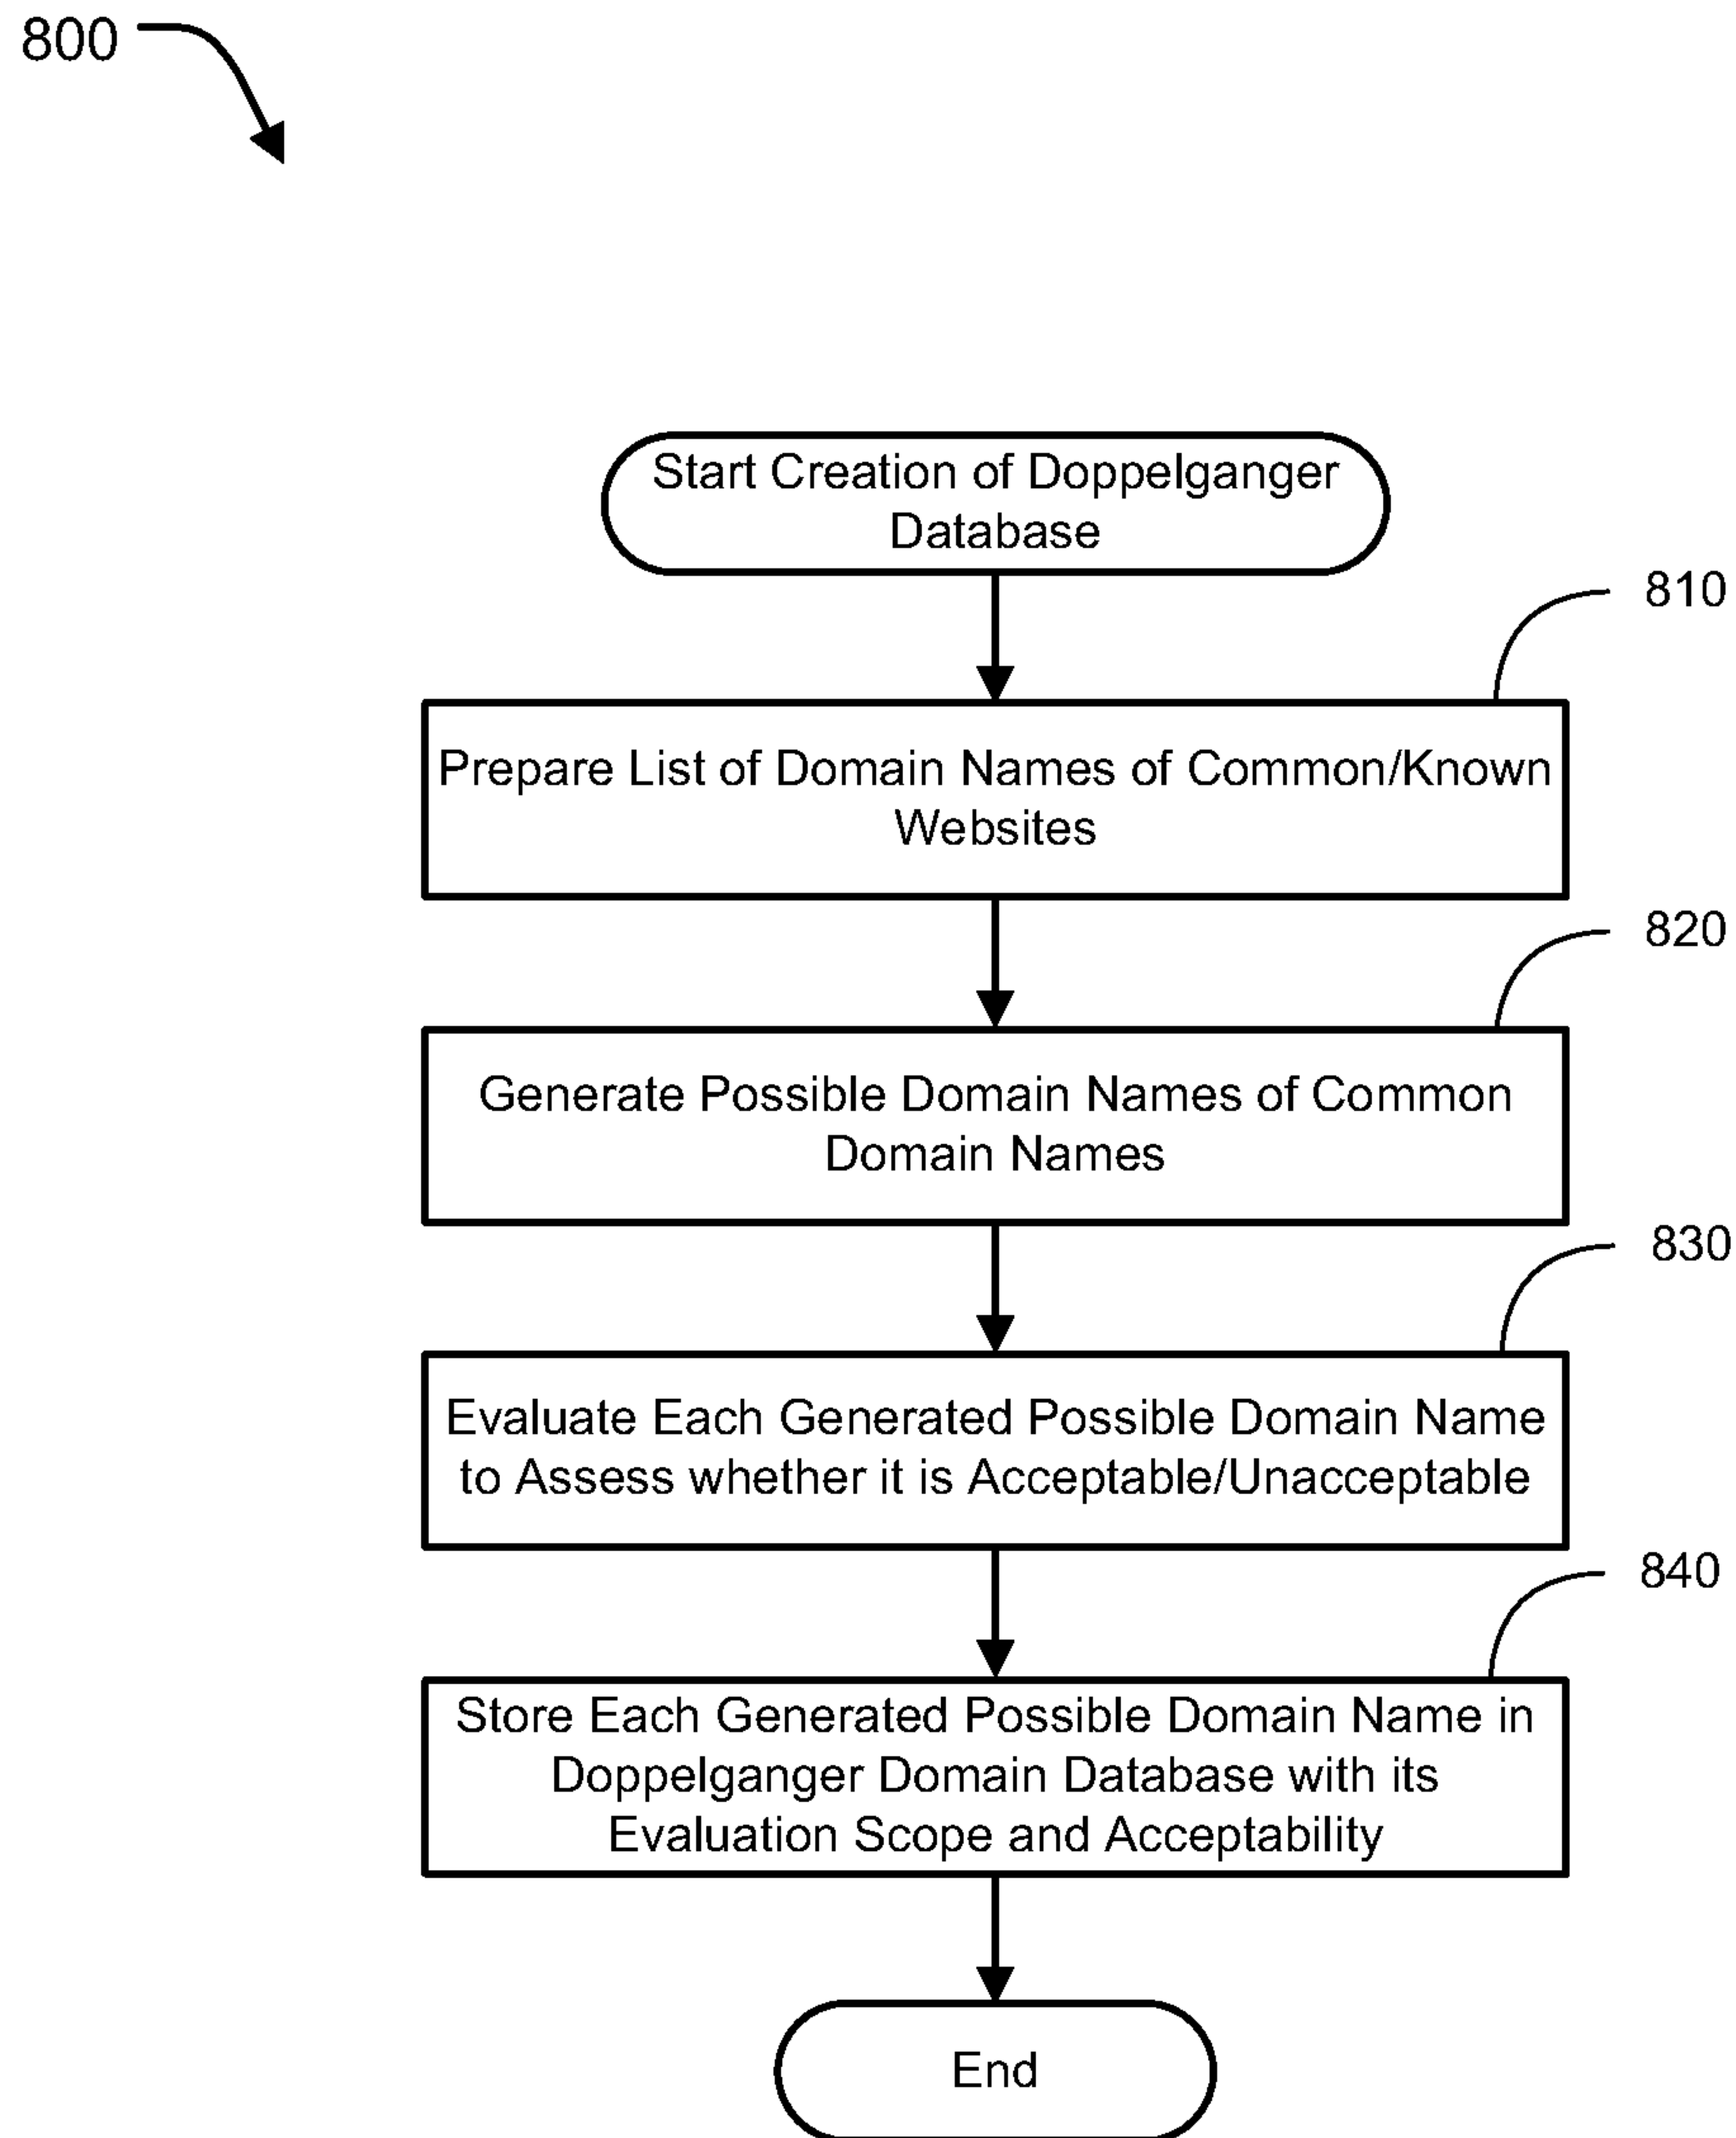 800
Start Creation of Doppelganger
Database
810
Prepare List of Domain Names of Common/Known
Websites
820
Generate Possible Domain Names of Common
Domain Names
830
Evaluate Each Generated Possible Domain Name
to Assess whether it is Acceptable/Unacceptable
840
Store Each Generated Possible Domain Name in
Doppelganger Domain Database with its
Evaluation Scope and Acceptability
End